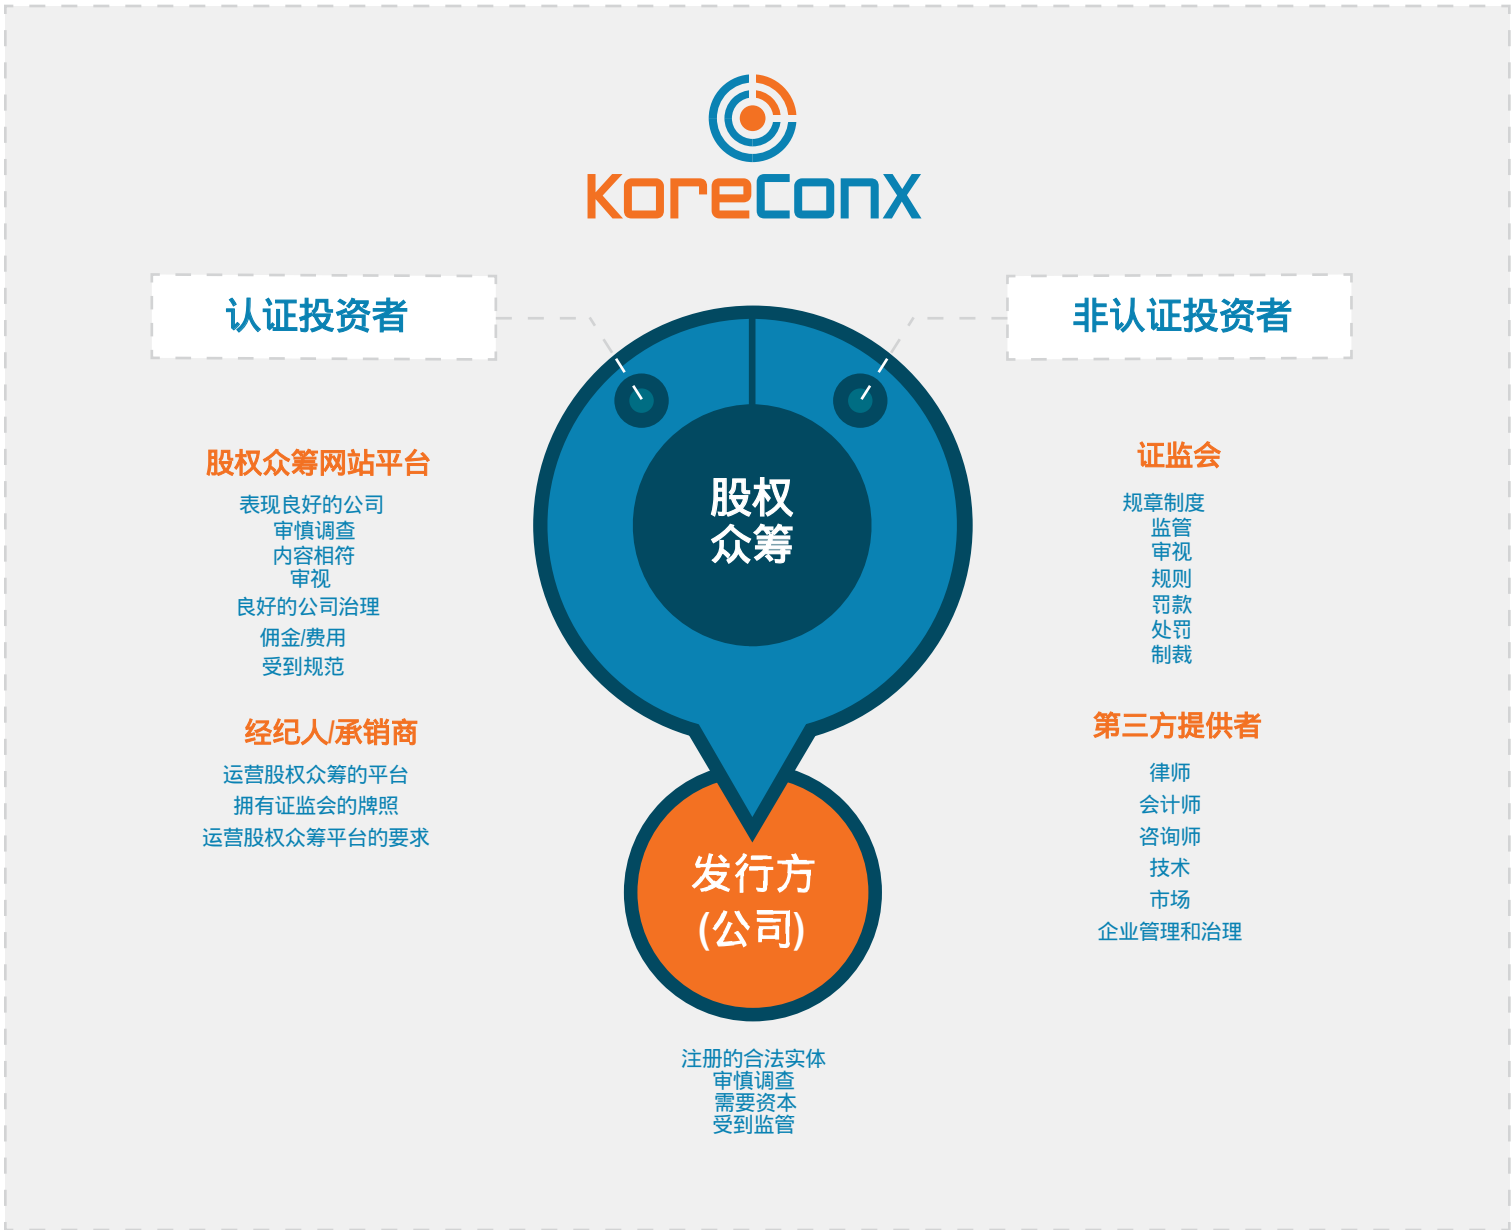 KoreConX
认证投资者
非认证投资者
股权众筹网站平台
表现良好的公司
审慎调查
内容相符
审视
良好的公司治理
佣金/费用
受到规范
经纪人/承销商
运营股权众筹的平台
拥有证监会的牌照
运营股权众筹平台的要求
股权
众筹
发行方
(公司)
注册的合法实体
审慎调查
需要资本
受到监管
证监会
规章制度
监管
审视
规则
罚款
处罚
制裁
第三方提供者
律师
会计师
咨询师
技术
市场
企业管理和治理